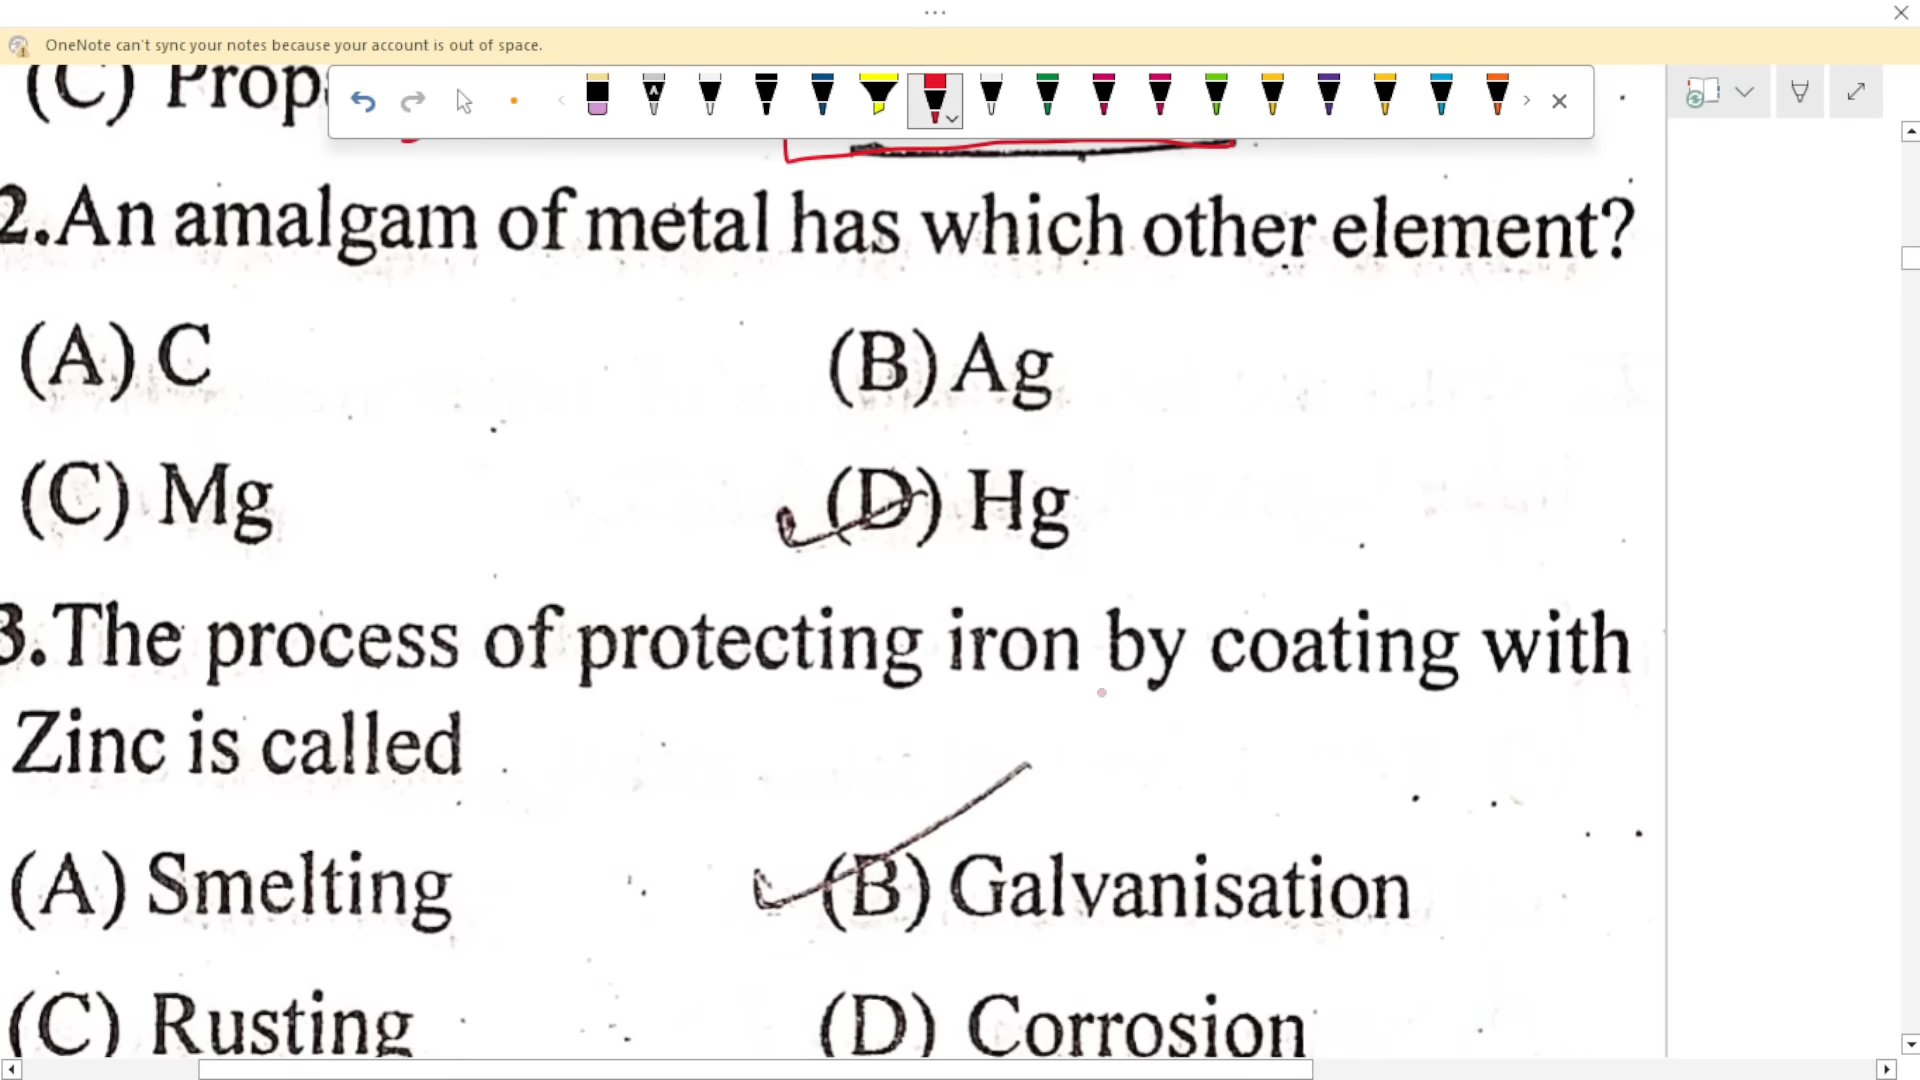 OneNote can't sync your notes because your account is out of space.
(C) Prop
2.An amalgam of metal has which other element?
(A) C (B) Ag
(C) Mg (D) Hg
3.The process of protecting iron by coating with
Zinc is called
(A) Smelting (B) Galvanisation
(C) Rusting (D) Corrosion